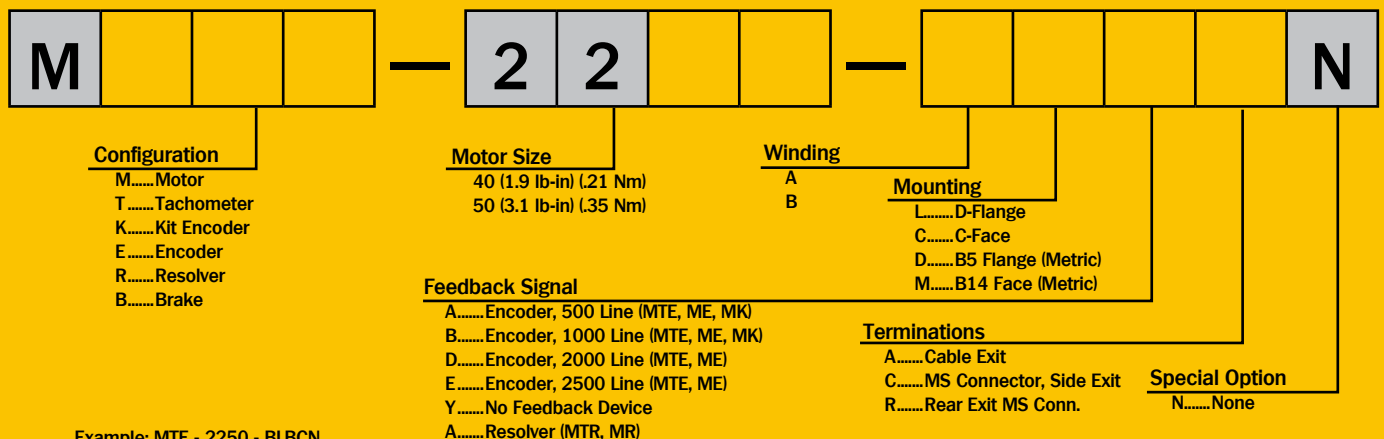 M — 2 2 — N
Configuration
M......Motor
T.......Tachometer
K.......Kit Encoder
E.......Encoder
R.......Resolver
B.......Brake
Motor Size
40 (1.9 lb-in) (.21 Nm)
50 (3.1 lb-in) (.35 Nm)
Winding
A
B
Mounting
L........D-Flange
C.......C-Face
D.......B5 Flange (Metric)
M......B14 Face (Metric)
Feedback Signal
A.......Encoder, 500 Line (MTE, ME, MK)
B.......Encoder, 1000 Line (MTE, ME, MK)
D.......Encoder, 2000 Line (MTE, ME)
E.......Encoder, 2500 Line (MTE, ME)
Y.......No Feedback Device
A.......Resolver (MTR, MR)
Terminations
A.......Cable Exit
C.......MS Connector, Side Exit
R.......Rear Exit MS Conn.
Special Option
N.......None
Example: MTE - 2250 - BLBCN